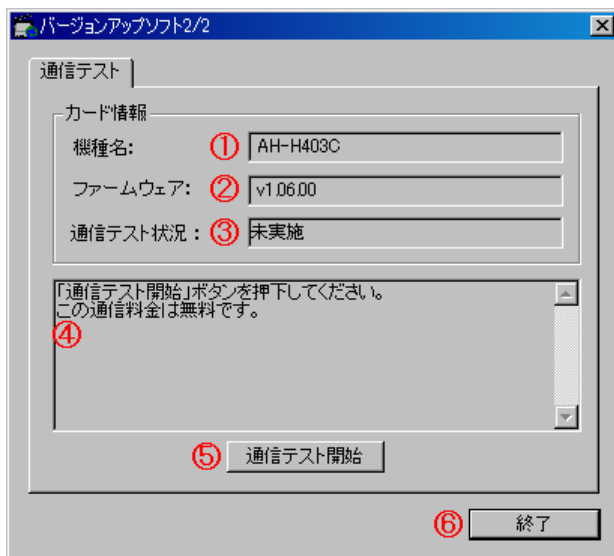 バージョンアップソフト2/2
通信テスト
カード情報
機種名: ① AH-H403C
ファームウェア: ② v1.06.00
通信テスト状況: ③ 未実施
「通信テスト開始」ボタンを押下してください。
この通信料金は無料です。
④
⑤ 通信テスト開始
⑥ 終了